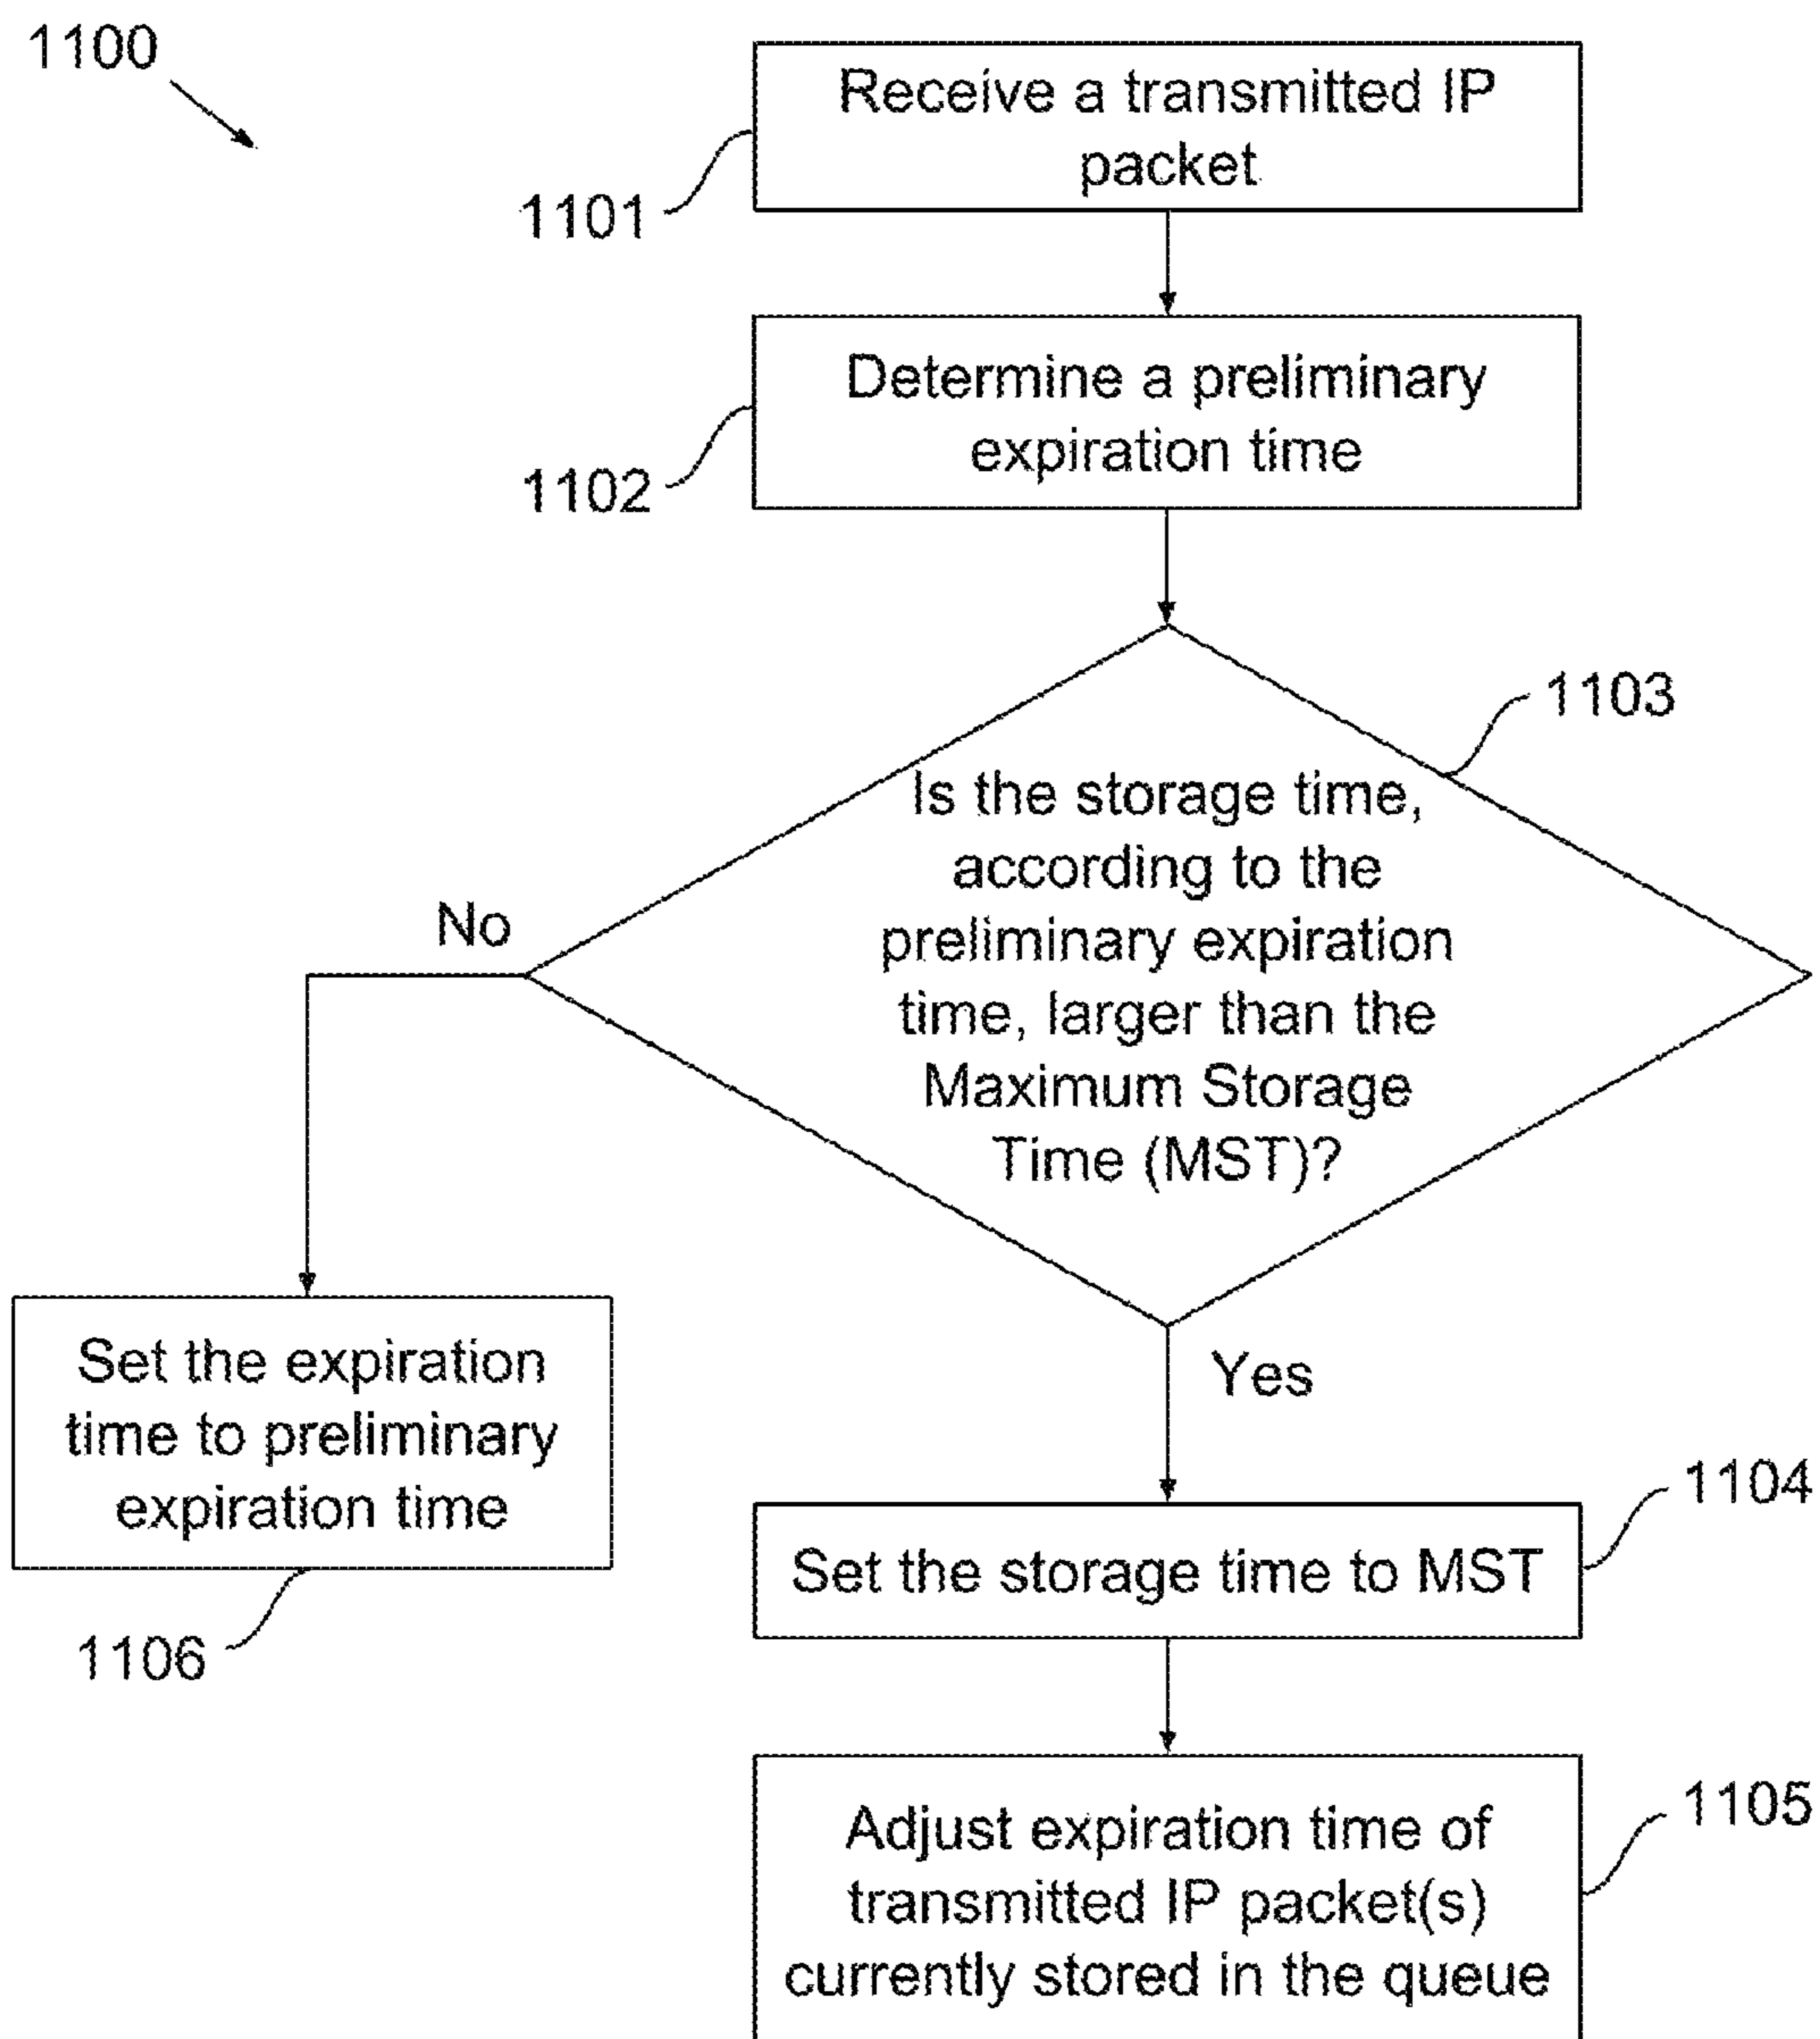 1100
Receive a transmitted IP
packet
1101
Determine a preliminary
expiration time
1102
1103
Is the storage time,
according to the
preliminary expiration
time, larger than the
Maximum Storage
Time (MST)?
No
Yes
Set the expiration
time to preliminary
expiration time
1106
1104
Set the storage time to MST
1105
Adjust expiration time of
transmitted IP packet(s)
currently stored in the queue